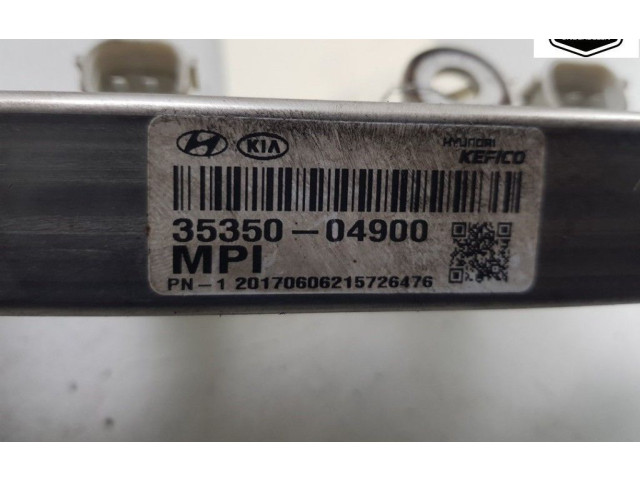 KIA
HYUNDAI
KEFICO
35350-04900
MPI
PN-1 20170606215726476